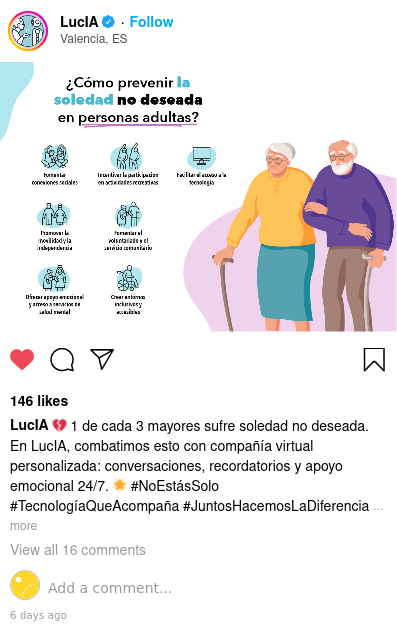 LucIA · Follow
Valencia, ES
¿Cómo prevenir la
soledad no deseada
en personas adultas?
Fomentar
conexiones sociales
Incentivar la participación
en actividades recreativas
Facilitar el acceso a la
tecnología
Promover la
movilidad y la
independencia
Fomentar el
voluntariado y el
servicio comunitario
Ofrecer apoyo emocional
y acceso a servicios de
salud mental
Crear entornos
inclusivos y
accesibles
146 likes
LucIA 💔 1 de cada 3 mayores sufre soledad no deseada.
En LucIA, combatimos esto con compañía virtual
personalizada: conversaciones, recordatorios y apoyo
emocional 24/7. 🌟 #NoEstásSolo
#TecnologíaQueAcompaña #JuntosHacemosLaDiferencia ...
more
View all 16 comments
Add a comment...
6 days ago